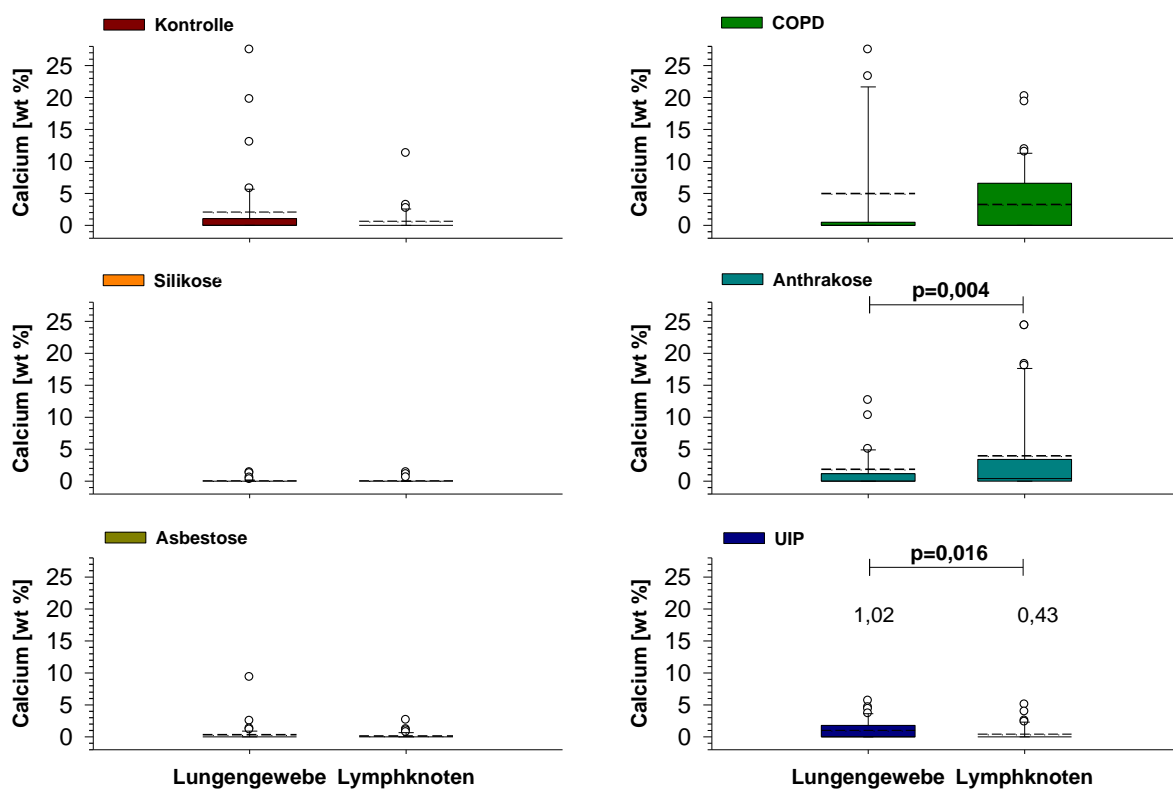 Kontrolle
Calcium [wt %]
25
20
15
10
5
0
COPD
Calcium [wt %]
25
20
15
10
5
0
Silikose
Calcium [wt %]
25
20
15
10
5
0
Anthrakose
p=0,004
Calcium [wt %]
25
20
15
10
5
0
Asbestose
Calcium [wt %]
25
20
15
10
5
0
Lungengewebe Lymphknoten
UIP
p=0,016
Calcium [wt %]
25
20
15
10
5
0
1,02 0,43
Lungengewebe Lymphknoten